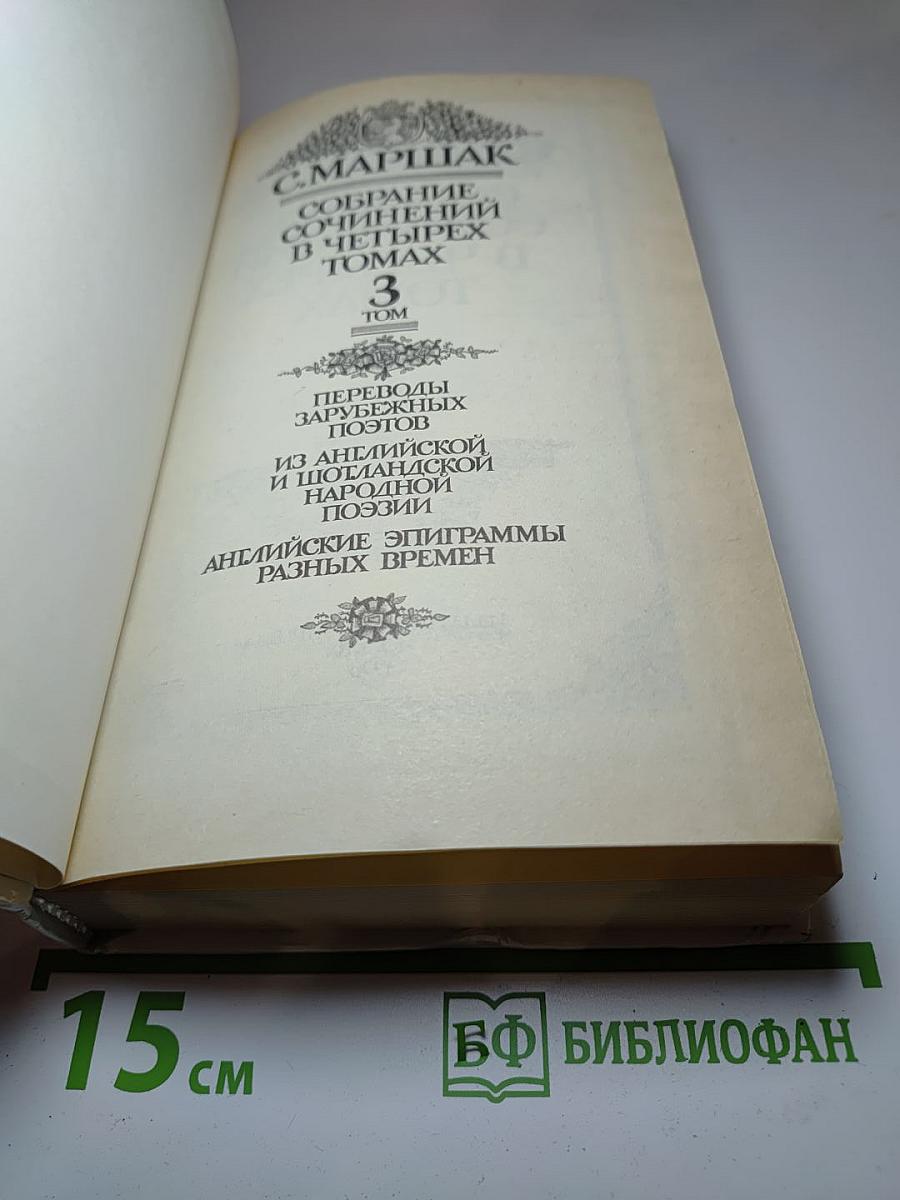 С. МАРШАК
СОБРАНИЕ
СОЧИНЕНИЙ
В ЧЕТЫРЕХ
ТОМАХ
3
ТОМ
ПЕРЕВОДЫ
ЗАРУБЕЖНЫХ
ПОЭТОВ
ИЗ АНГЛИЙСКОЙ
И ШОТЛАНДСКОЙ
НАРОДНОЙ
ПОЭЗИИ
АНГЛИЙСКИЕ ЭПИГРАММЫ
РАЗНЫХ ВРЕМЕН
15 см
БФ БИБЛИОФАН